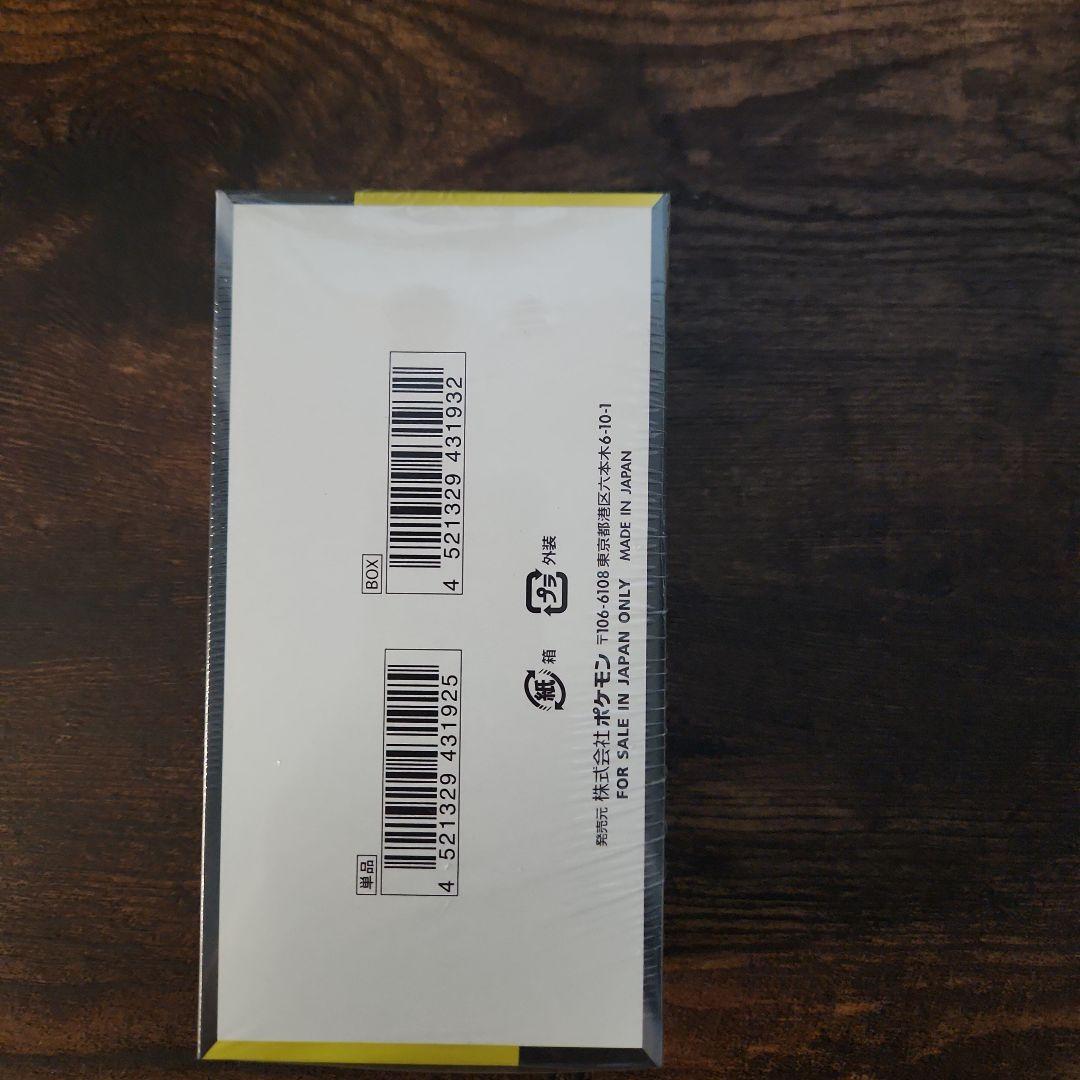 単品
4 521329 431925
BOX
4 521329 431932
紙 箱
プラ 外装
発売元 株式会社ポケモン 〒106-6108 東京都港区六本木6-10-1
FOR SALE IN JAPAN ONLY MADE IN JAPAN